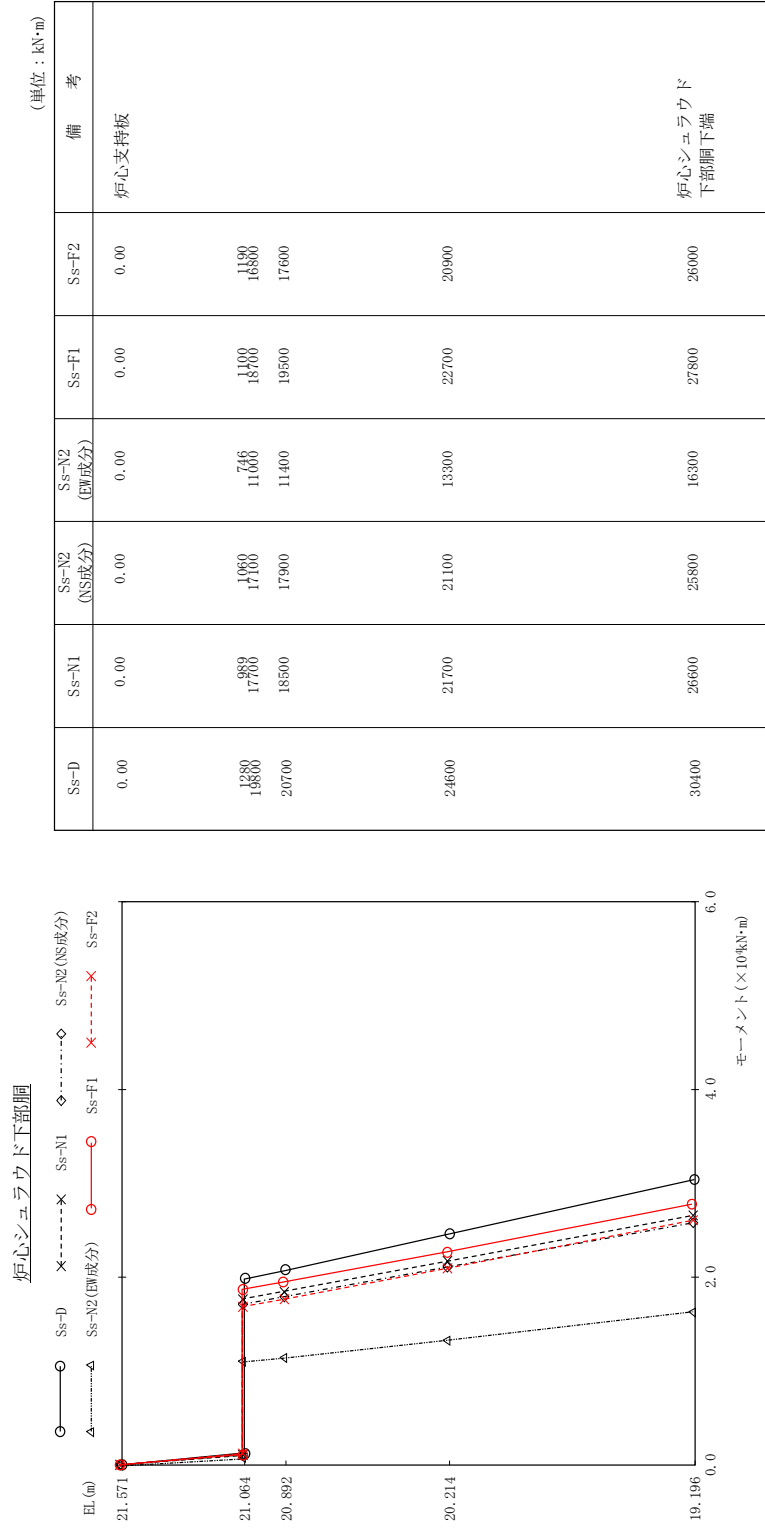 炉心シュラウド下部胴
Ss-D
Ss-N1
Ss-N2(NS成分)
Ss-N2(EW成分)
Ss-F1
Ss-F2
EL(m)
21.571
21.064
20.892
20.214
19.196
0.0
2.0
4.0
6.0
モーメント(×10⁴kN・m)
(単位:kN・m)
Ss-D Ss-N1 Ss-N2 (NS成分) Ss-N2 (EW成分) Ss-F1 Ss-F2 備 考
0.00 0.00 0.00 0.00 0.00 0.00 炉心支持板
1280 989 1060 746 1100 1190
19800 17700 17100 11000 18700 16800
20700 18500 17900 11400 19500 17600
24600 21700 21100 13300 22700 20900
30400 26600 25800 16300 27800 26000 炉心シュラウド
下部胴下端